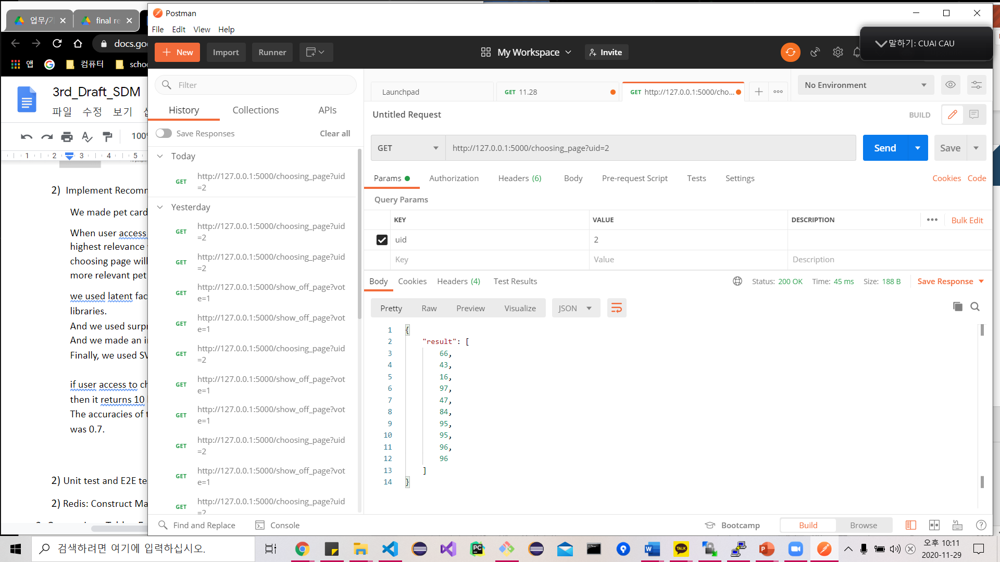 업무/기
final re
Postman
File Edit View Help
docs.goo
앱
컴퓨터
schoo
New Import Runner
My Workspace
Invite
말하기: CUAI CAU
3rd_Draft_SDM
파일 수정 보기
100%
1 2 3 4 5
2) Implement Recomm
We made pet card
When user access
highest relevance
choosing page will
more relevant pet
we used latent fac
libraries.
And we used surpr
And we made an i
Finally, we used SV
if user access to ch
then it returns 10
The accuracies of t
was 0.7.
2) Unit test and E2E te
2) Redis: Construct Ma
Filter
History Collections APIs
Save Responses Clear all
Today
GET http://127.0.0.1:5000/choosing_page?uid
=2
Yesterday
GET http://127.0.0.1:5000/choosing_page?uid
=2
GET http://127.0.0.1:5000/choosing_page?uid
=2
GET http://127.0.0.1:5000/show_off_page?vot
e=1
GET http://127.0.0.1:5000/show_off_page?vot
e=1
GET http://127.0.0.1:5000/choosing_page?uid
=2
GET http://127.0.0.1:5000/show_off_page?vot
e=1
GET http://127.0.0.1:5000/show_off_page?vot
e=1
GET http://127.0.0.1:5000/choosing_page?uid
=2
GET http://127.0.0.1:5000/show_off_page?vot
e=1
GET http://127.0.0.1:5000/choosing_page?uid
=2
Launchpad
GET 11.28
GET http://127.0.0.1:5000/cho...
No Environment
Untitled Request
BUILD
GET http://127.0.0.1:5000/choosing_page?uid=2 Send Save
Params Authorization Headers (6) Body Pre-request Script Tests Settings Cookies Code
Query Params
KEY VALUE DESCRIPTION Bulk Edit
uid 2
Key Value Description
Body Cookies Headers (4) Test Results Status: 200 OK Time: 45 ms Size: 188 B Save Response
Pretty Raw Preview Visualize JSON
1 {
2 "result": [
3 66,
4 43,
5 16,
6 97,
7 47,
8 84,
9 95,
10 95,
11 96,
12 96
13 ]
14 }
Find and Replace Console Bootcamp Build Browse
검색하려면 여기에 입력하십시오.
PC
W
TALK
P
오후 10:11
2020-11-29